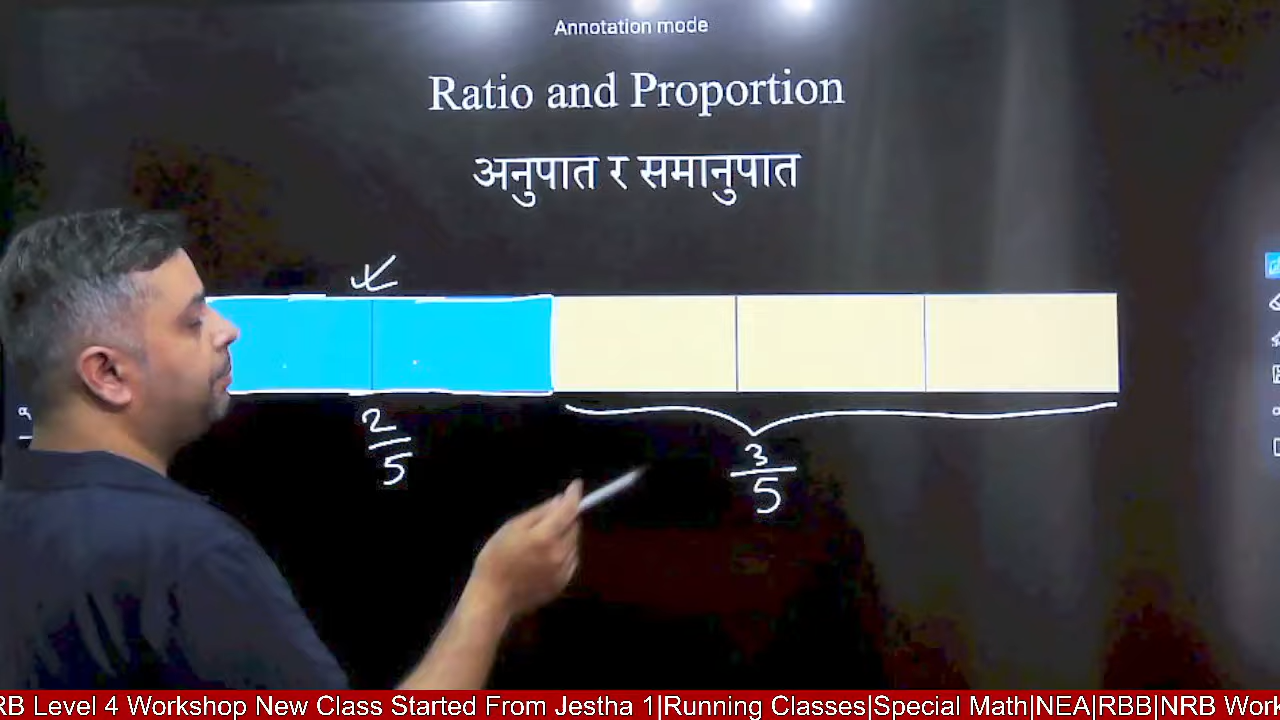 Annotation mode
Ratio and Proportion
अनुपात र समानुपात
2
5
3
5
RB Level 4 Workshop New Class Started From Jestha 1|Running Classes|Special Math|NEA|RBB|NRB Work